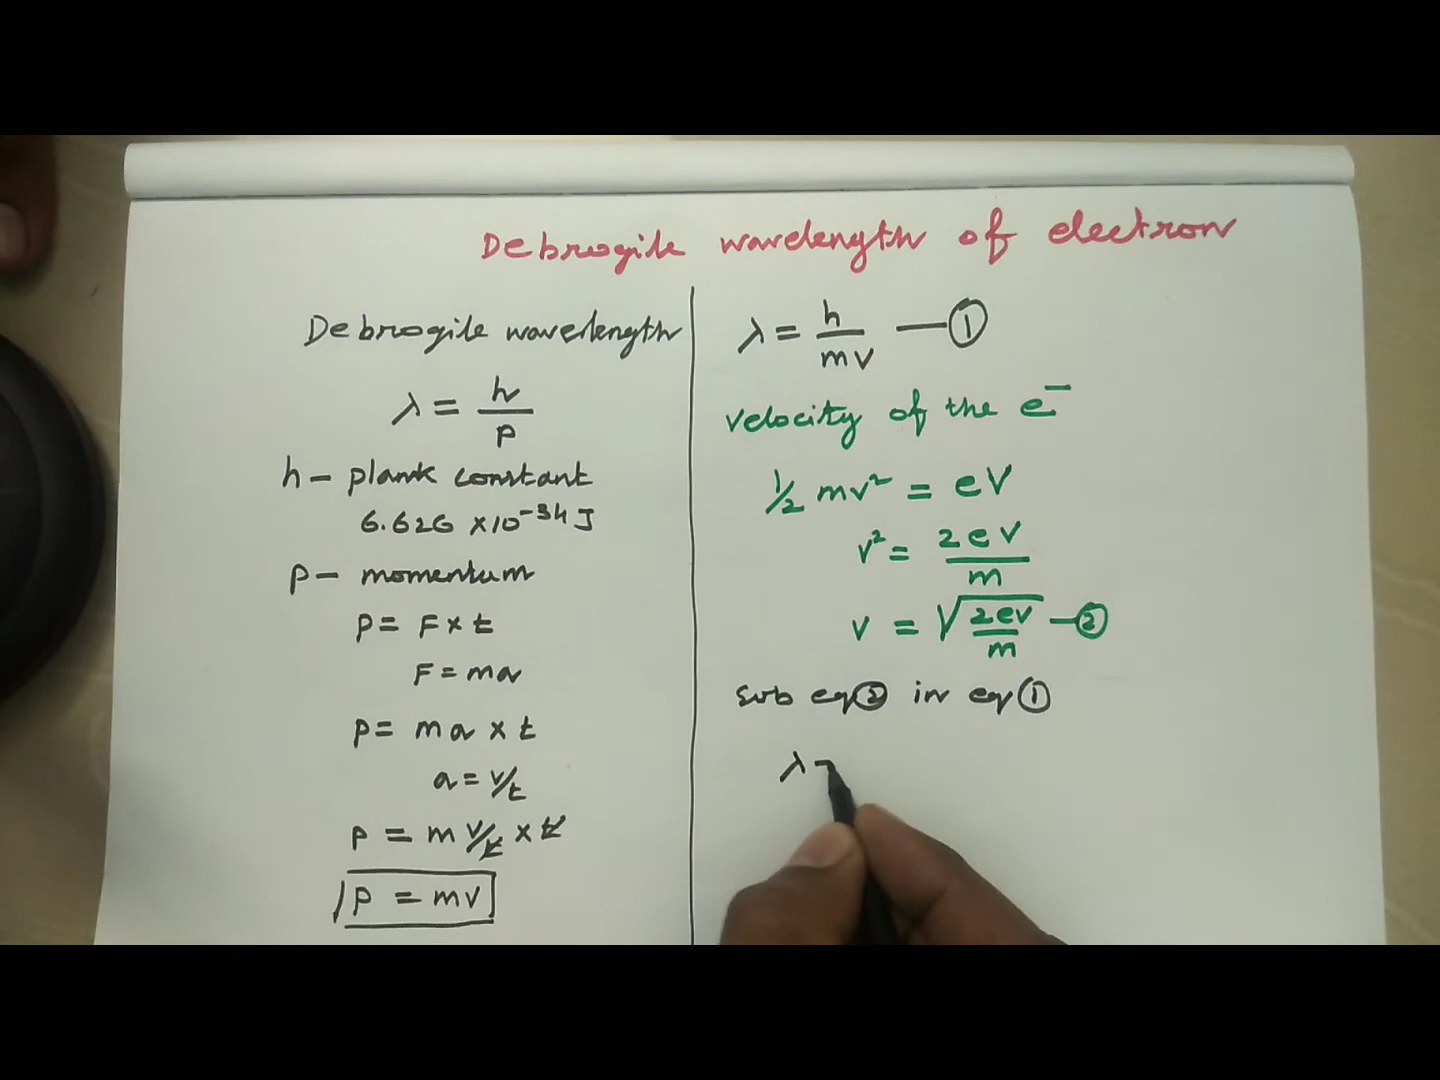 Debrogile wavelength of electron
Debrogile wavelength
λ = h/p
h - plank constant
6.626 × 10⁻³⁴ J
p - momentum
p = F × t
F = ma
p = ma × t
a = v/t
p = m v/t × t
p = mv
λ = h/mv — ①
velocity of the e⁻
1/2 mv² = eV
v² = 2eV/m
v = √2eV/m — ②
sub eq ② in eq ①
λ =